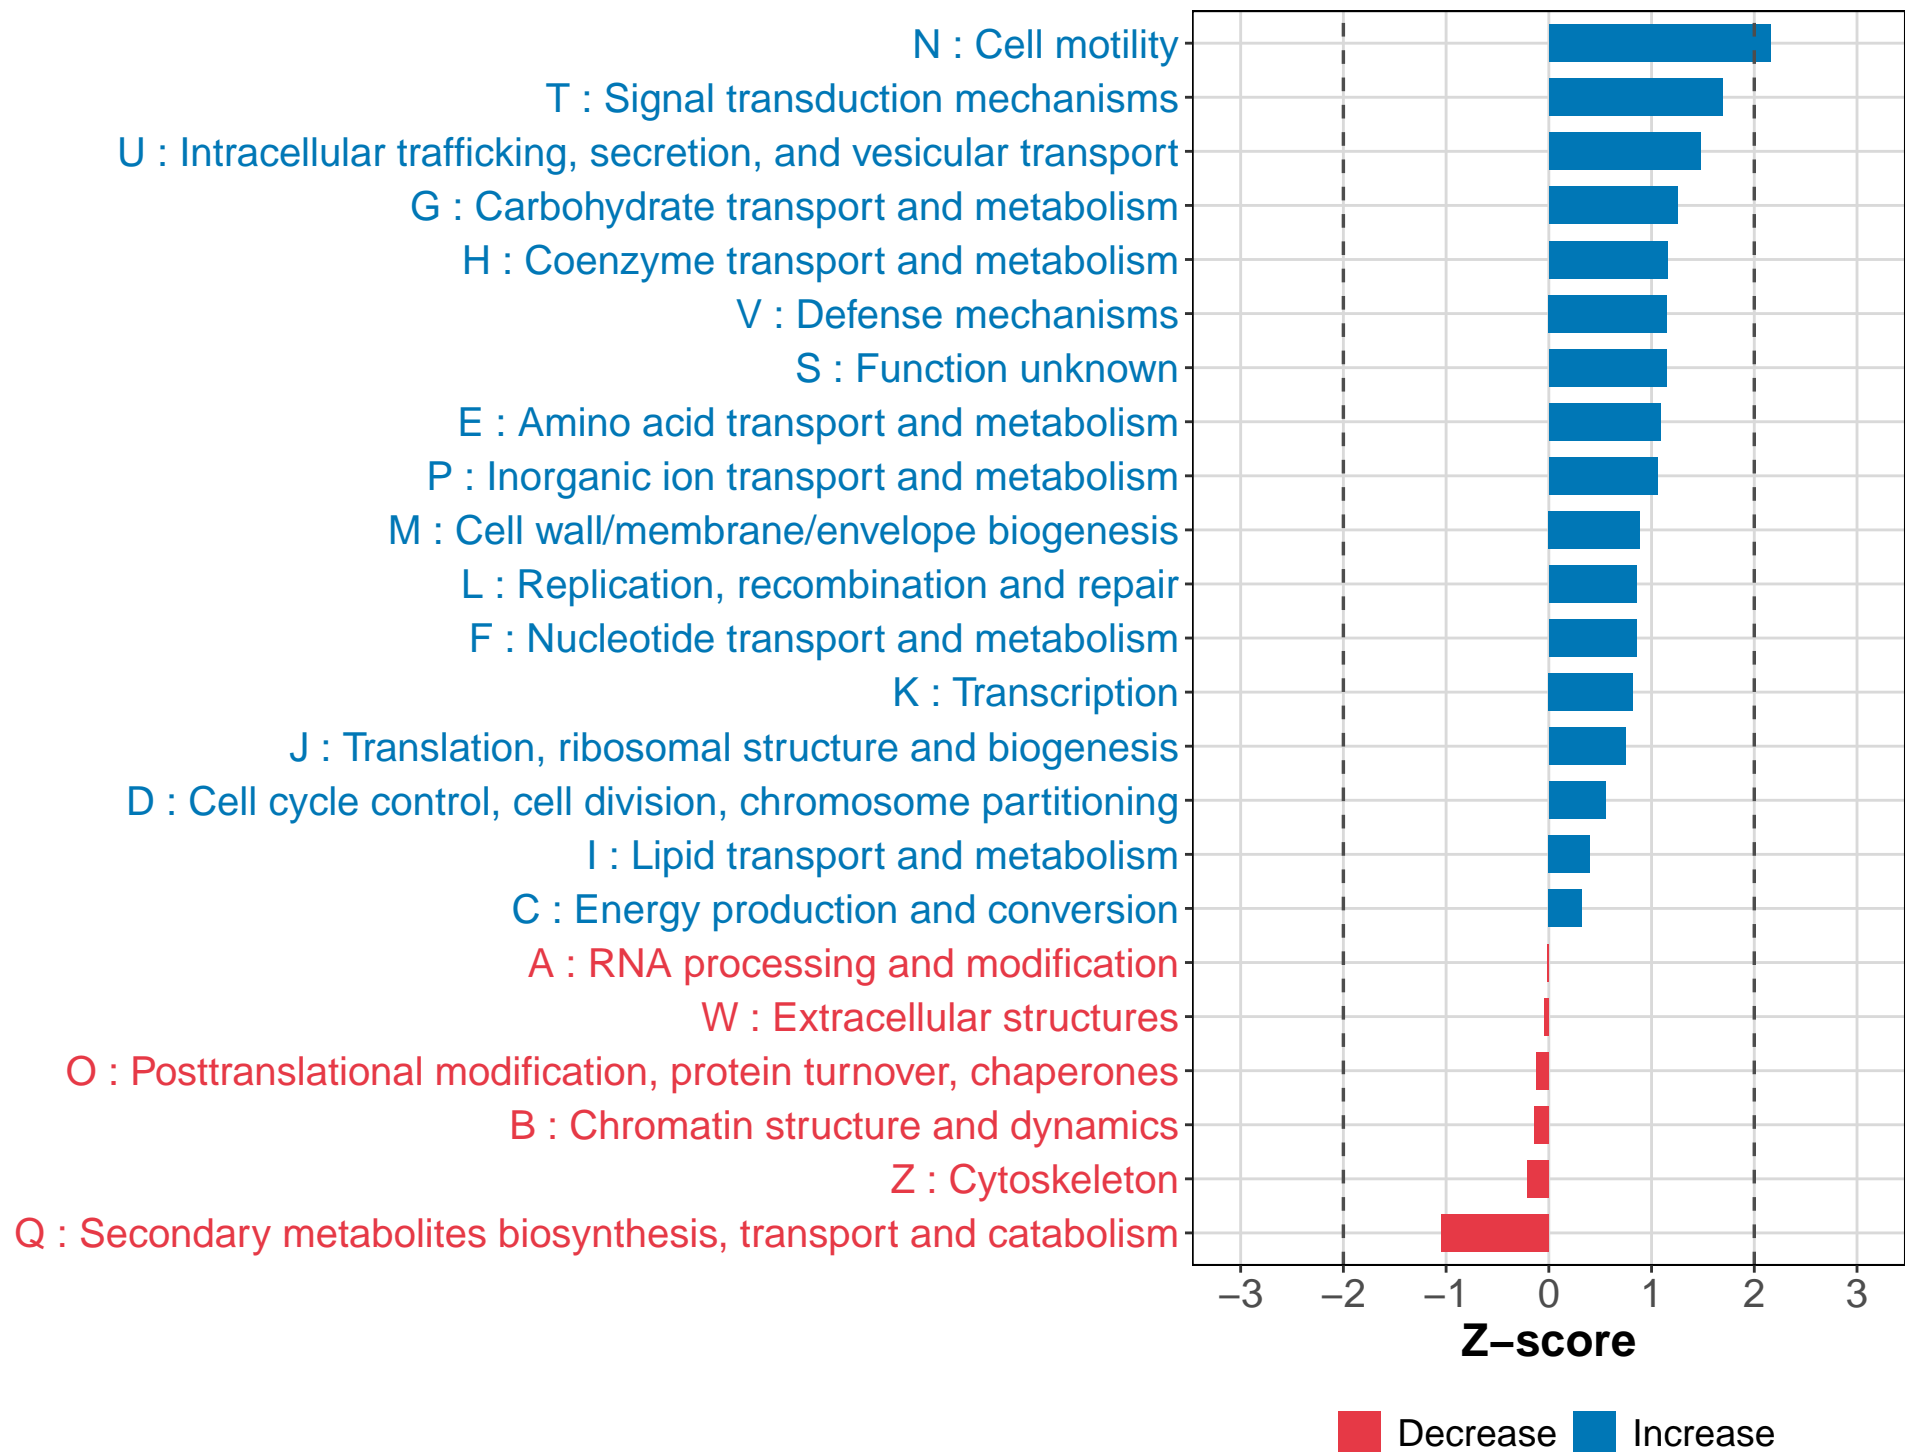 N : Cell motility
T : Signal transduction mechanisms
U : Intracellular trafficking, secretion, and vesicular transport
G : Carbohydrate transport and metabolism
H : Coenzyme transport and metabolism
V : Defense mechanisms
S : Function unknown
E : Amino acid transport and metabolism
P : Inorganic ion transport and metabolism
M : Cell wall/membrane/envelope biogenesis
L : Replication, recombination and repair
F : Nucleotide transport and metabolism
K : Transcription
J : Translation, ribosomal structure and biogenesis
D : Cell cycle control, cell division, chromosome partitioning
I : Lipid transport and metabolism
C : Energy production and conversion
A : RNA processing and modification
W : Extracellular structures
O : Posttranslational modification, protein turnover, chaperones
B : Chromatin structure and dynamics
Z : Cytoskeleton
Q : Secondary metabolites biosynthesis, transport and catabolism
−3 −2 −1 0 1 2 3
Z−score
Decrease Increase